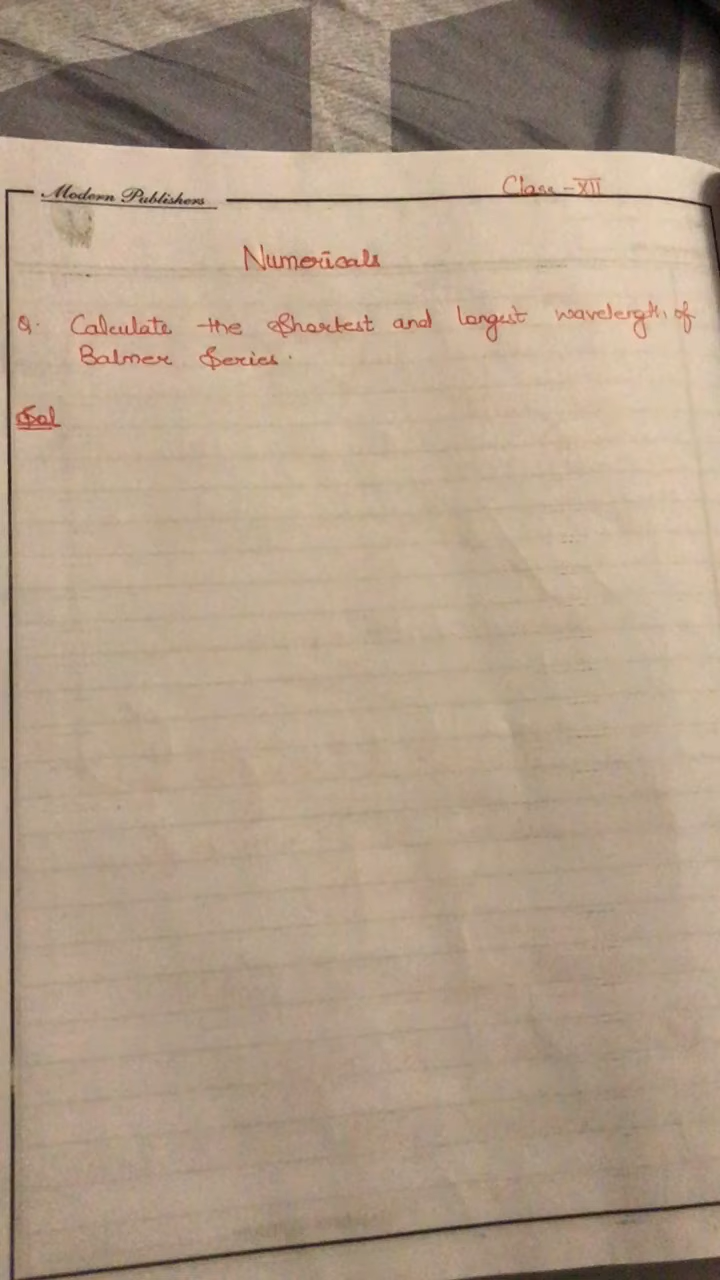 Modern Publishers
Class - XII
Numericals
Q. Calculate the Shortest and longest wavelength of
Balmer Series.
Sol